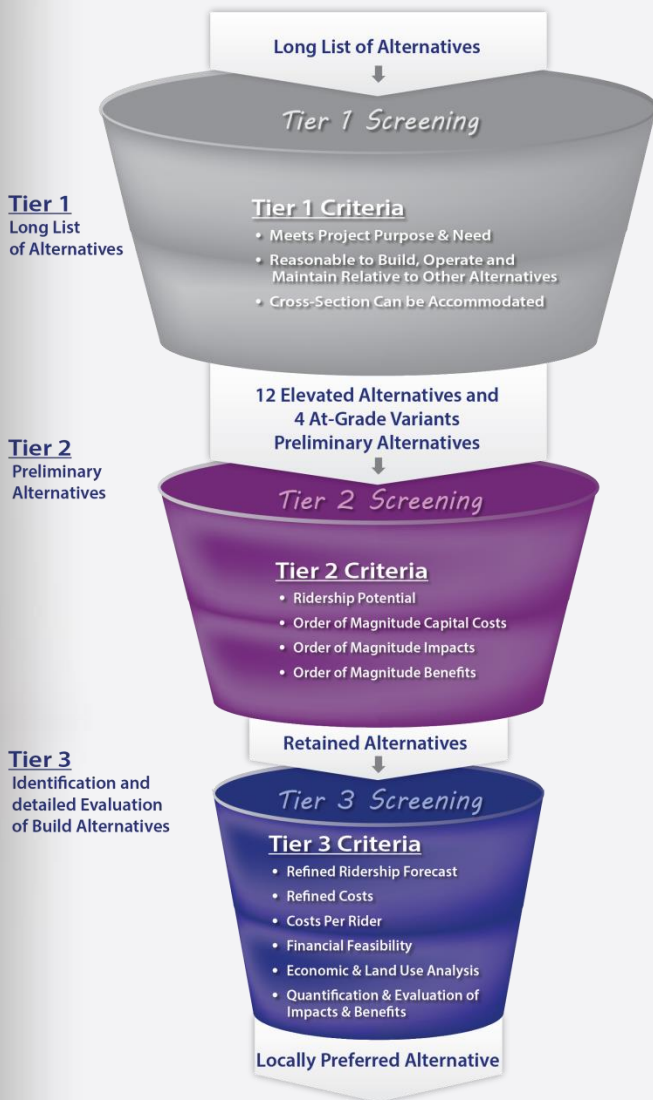 Long List of Alternatives
Tier 1 Screening
Tier 1
Long List
of Alternatives
Tier 1 Criteria
• Meets Project Purpose & Need
• Reasonable to Build, Operate and
Maintain Relative to Other Alternatives
• Cross-Section Can be Accommodated
12 Elevated Alternatives and
4 At-Grade Variants
Preliminary Alternatives
Tier 2
Preliminary
Alternatives
Tier 2 Screening
Tier 2 Criteria
• Ridership Potential
• Order of Magnitude Capital Costs
• Order of Magnitude Impacts
• Order of Magnitude Benefits
Retained Alternatives
Tier 3
Identification and
detailed Evaluation
of Build Alternatives
Tier 3 Screening
Tier 3 Criteria
• Refined Ridership Forecast
• Refined Costs
• Costs Per Rider
• Financial Feasibility
• Economic & Land Use Analysis
• Quantification & Evaluation of
Impacts & Benefits
Locally Preferred Alternative